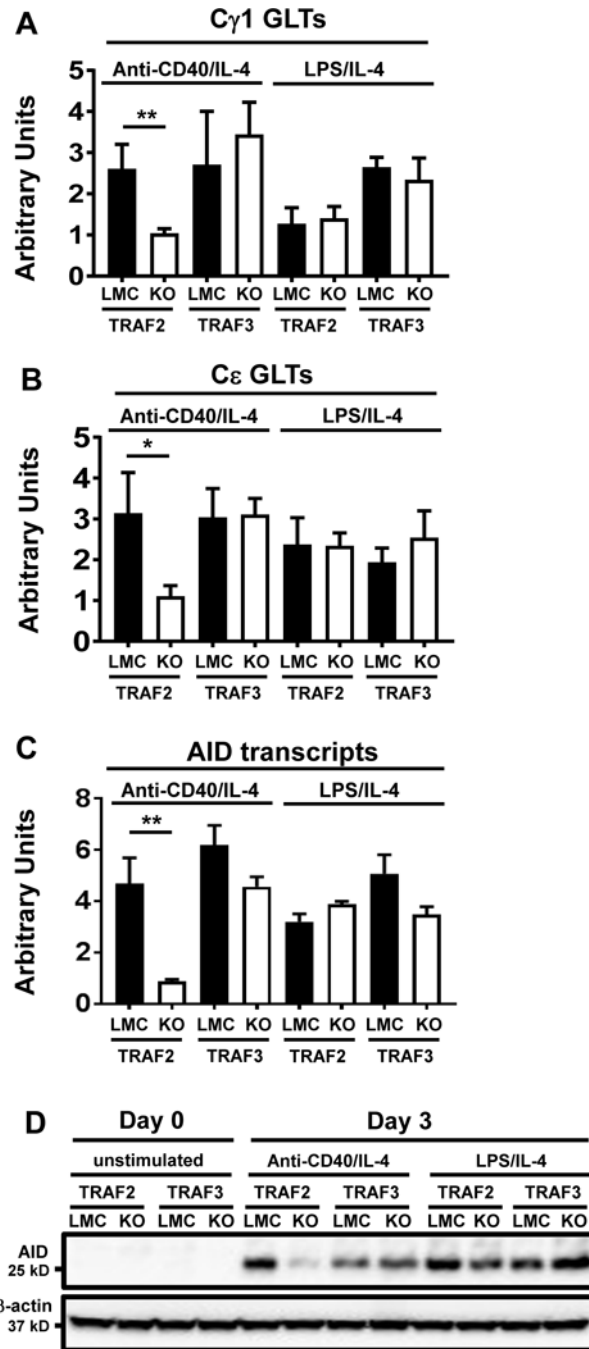 A
Cγ1 GLTs
Anti-CD40/IL-4 LPS/IL-4
Arbitrary Units
5
4
3
2
1
0
**
LMC KO LMC KO LMC KO LMC KO
TRAF2 TRAF3 TRAF2 TRAF3
B
Cε GLTs
Anti-CD40/IL-4 LPS/IL-4
Arbitrary Units
5
4
3
2
1
0
*
LMC KO LMC KO LMC KO LMC KO
TRAF2 TRAF3 TRAF2 TRAF3
C
AID transcripts
Anti-CD40/IL-4 LPS/IL-4
Arbitrary Units
8
6
4
2
0
**
LMC KO LMC KO LMC KO LMC KO
TRAF2 TRAF3 TRAF2 TRAF3
D
Day 0 Day 3
unstimulated Anti-CD40/IL-4 LPS/IL-4
TRAF2 TRAF3 TRAF2 TRAF3 TRAF2 TRAF3
LMC KO LMC KO LMC KO LMC KO LMC KO LMC KO
AID
25 kD
β-actin
37 kD